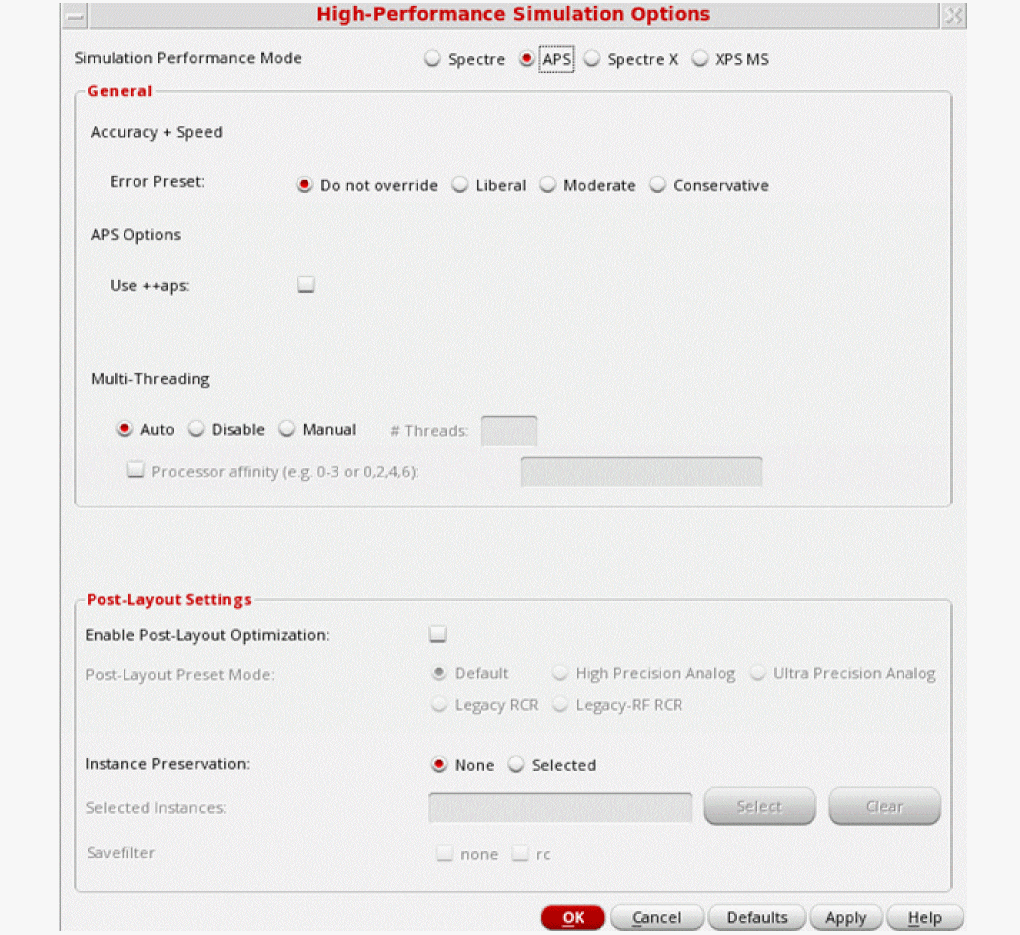 High-Performance Simulation Options
Simulation Performance Mode Spectre APS Spectre X XPS MS
General
Accuracy + Speed
Error Preset: Do not override Liberal Moderate Conservative
APS Options
Use ++aps:
Multi-Threading
Auto Disable Manual # Threads:
Processor affinity (e.g. 0-3 or 0,2,4,6):
Post-Layout Settings
Enable Post-Layout Optimization:
Post-Layout Preset Mode: Default High Precision Analog Ultra Precision Analog
Legacy RCR Legacy-RF RCR
Instance Preservation: None Selected
Selected Instances: Select Clear
Savefilter none rc
OK Cancel Defaults Apply Help